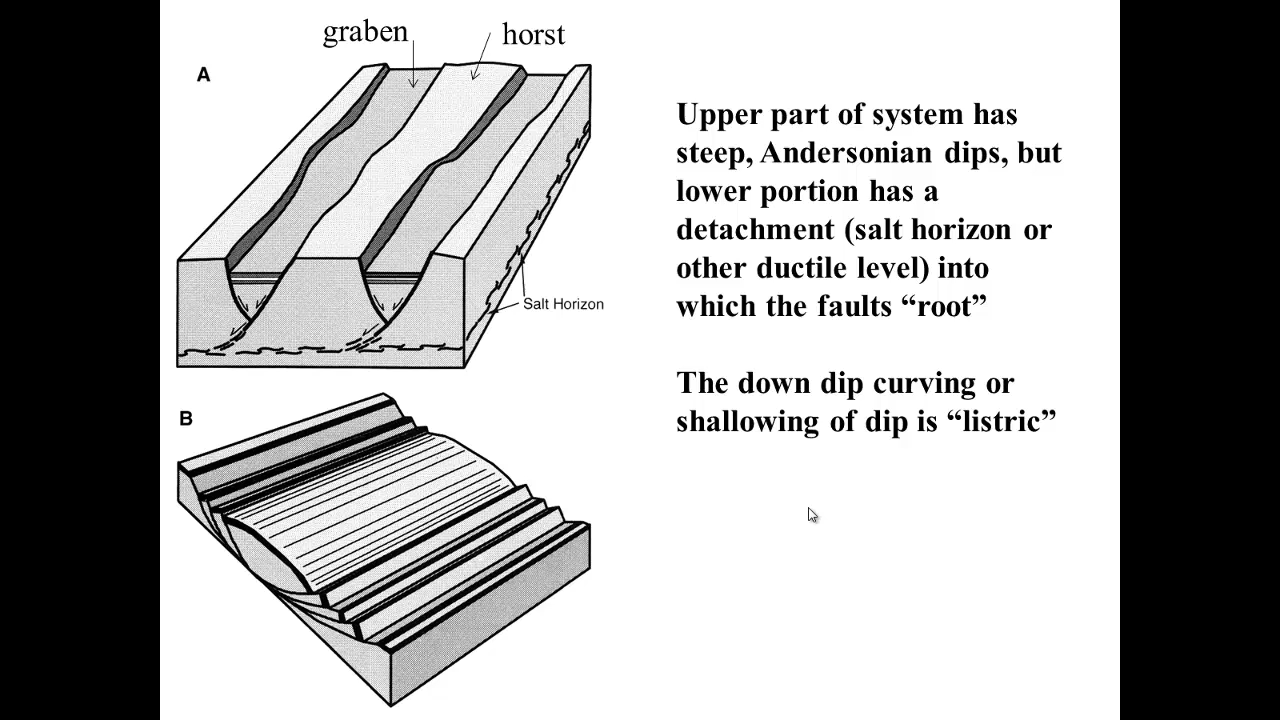 graben
horst
A
Salt Horizon
B
Upper part of system has
steep, Andersonian dips, but
lower portion has a
detachment (salt horizon or
other ductile level) into
which the faults “root”
The down dip curving or
shallowing of dip is “listric”